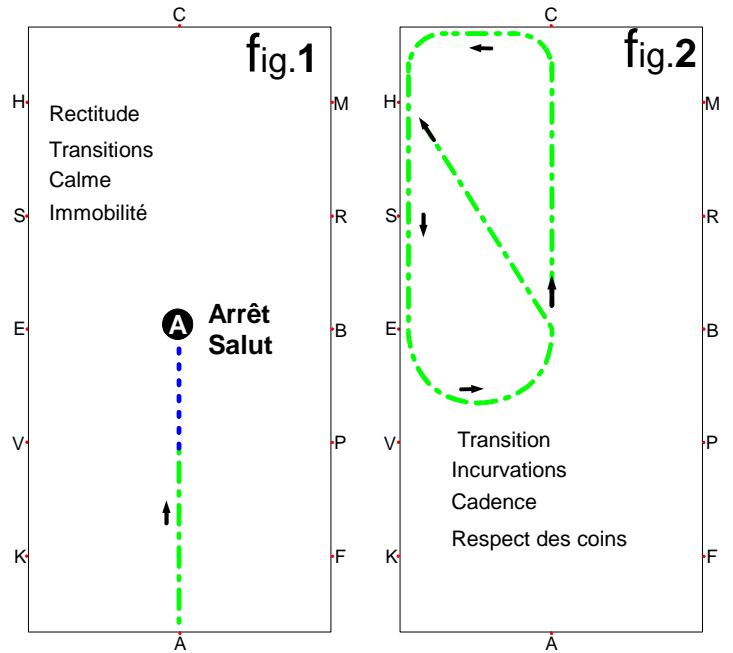 C
fig.1
H
M
Rectitude
Transitions
Calme
Immobilité
S
R
A
Arrêt
Salut
E
B
V
P
K
F
A
C
fig.2
H
M
S
R
E
B
V
P
Transition
Incurvations
Cadence
Respect des coins
K
F
A